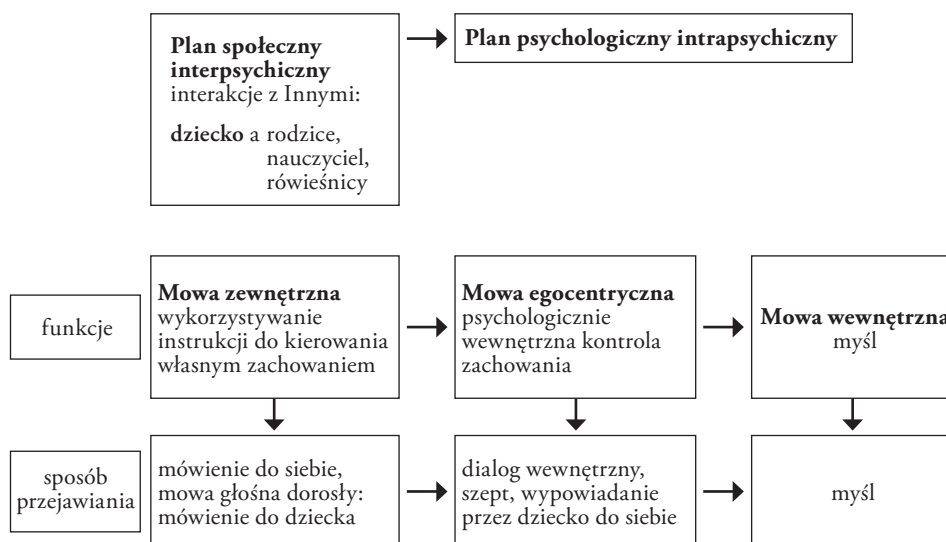 Plan społeczny
interpsychiczny
interakcje z Innymi:
dziecko a rodzice,
nauczyciel,
rówieśnicy
Plan psychologiczny intrapsychiczny
funkcje
Mowa zewnętrzna
wykorzystywanie
instrukcji do kierowania
własnym zachowaniem
Mowa egocentryczna
psychologicznie
wewnętrzna kontrola
zachowania
Mowa wewnętrzna
myśl
sposób
przejawiania
mówienie do siebie,
mowa głośna dorosły:
mówienie do dziecka
dialog wewnętrzny,
szept, wypowiadanie
przez dziecko do siebie
myśl